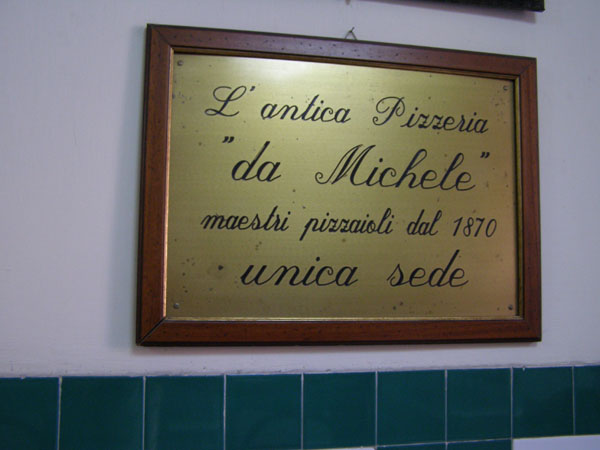 L'antica Pizzeria
"da Michele"
maestri pizzaioli dal 1870
unica sede